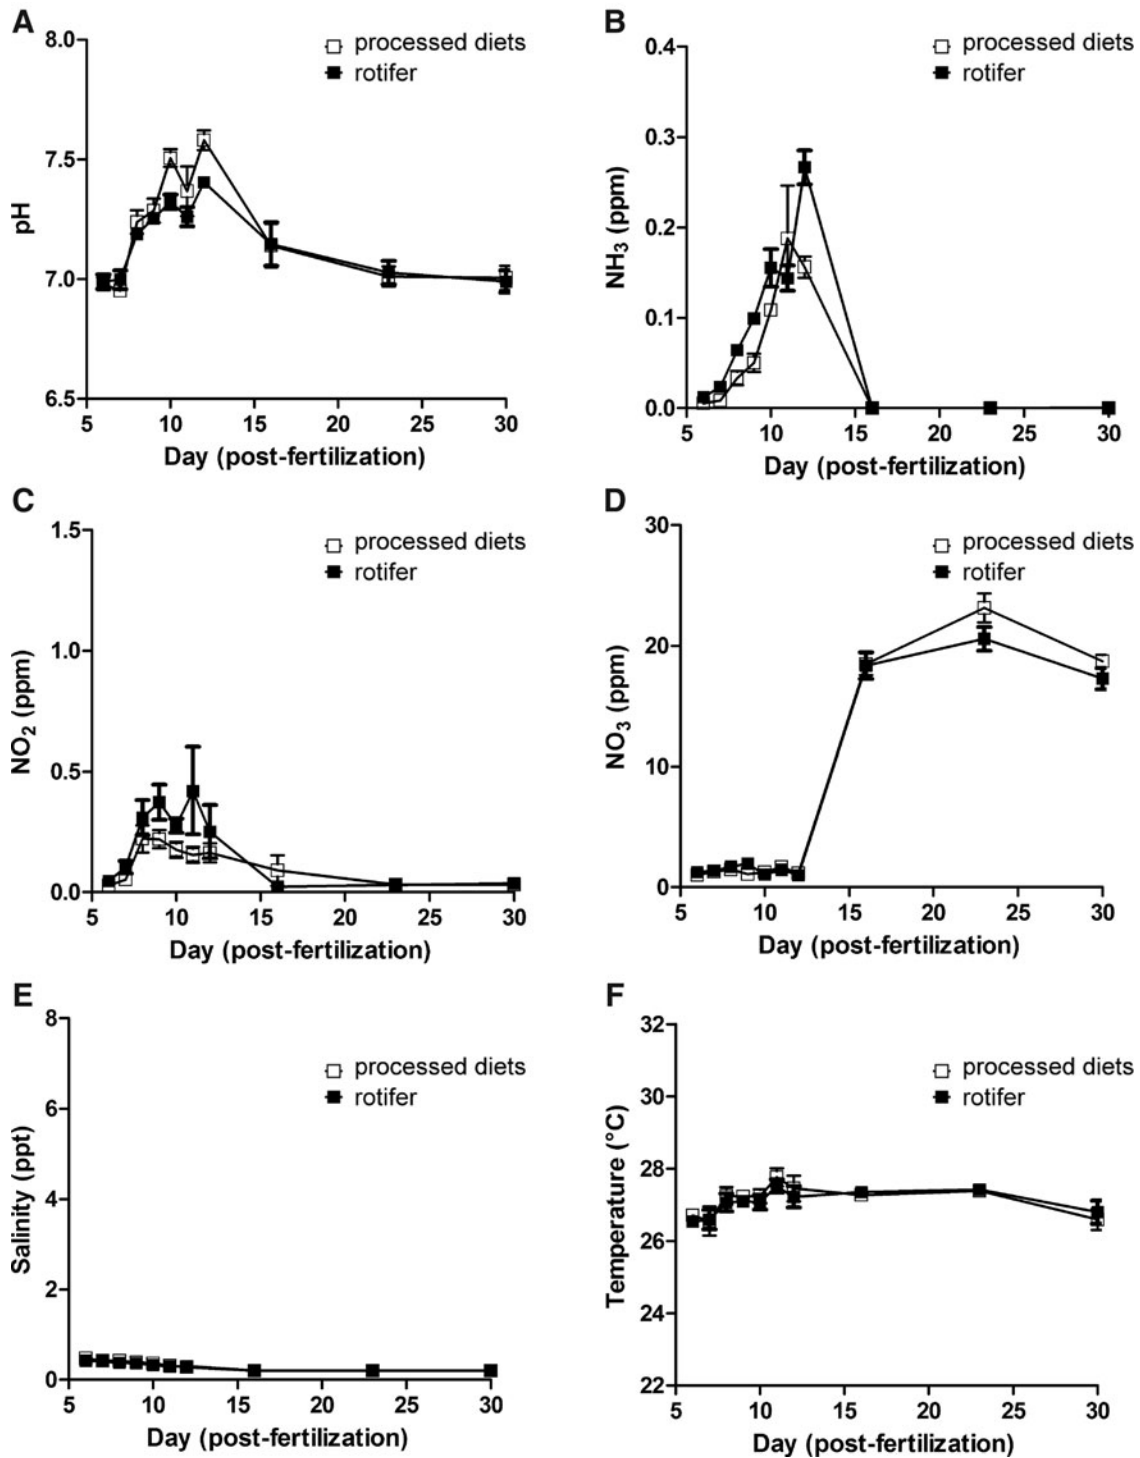 A
8.0
7.5
7.0
6.5
pH
processed diets
rotifer
5 10 15 20 25 30
Day (post-fertilization)
B
0.4
0.3
0.2
0.1
0.0
NH3 (ppm)
processed diets
rotifer
5 10 15 20 25 30
Day (post-fertilization)
C
1.5
1.0
0.5
0.0
NO2 (ppm)
processed diets
rotifer
5 10 15 20 25 30
Day (post-fertilization)
D
30
20
10
0
NO3 (ppm)
processed diets
rotifer
5 10 15 20 25 30
Day (post-fertilization)
E
8
6
4
2
0
Salinity (ppt)
processed diets
rotifer
5 10 15 20 25 30
Day (post-fertilization)
F
32
30
28
26
24
22
Temperature (°C)
processed diets
rotifer
5 10 15 20 25 30
Day (post-fertilization)